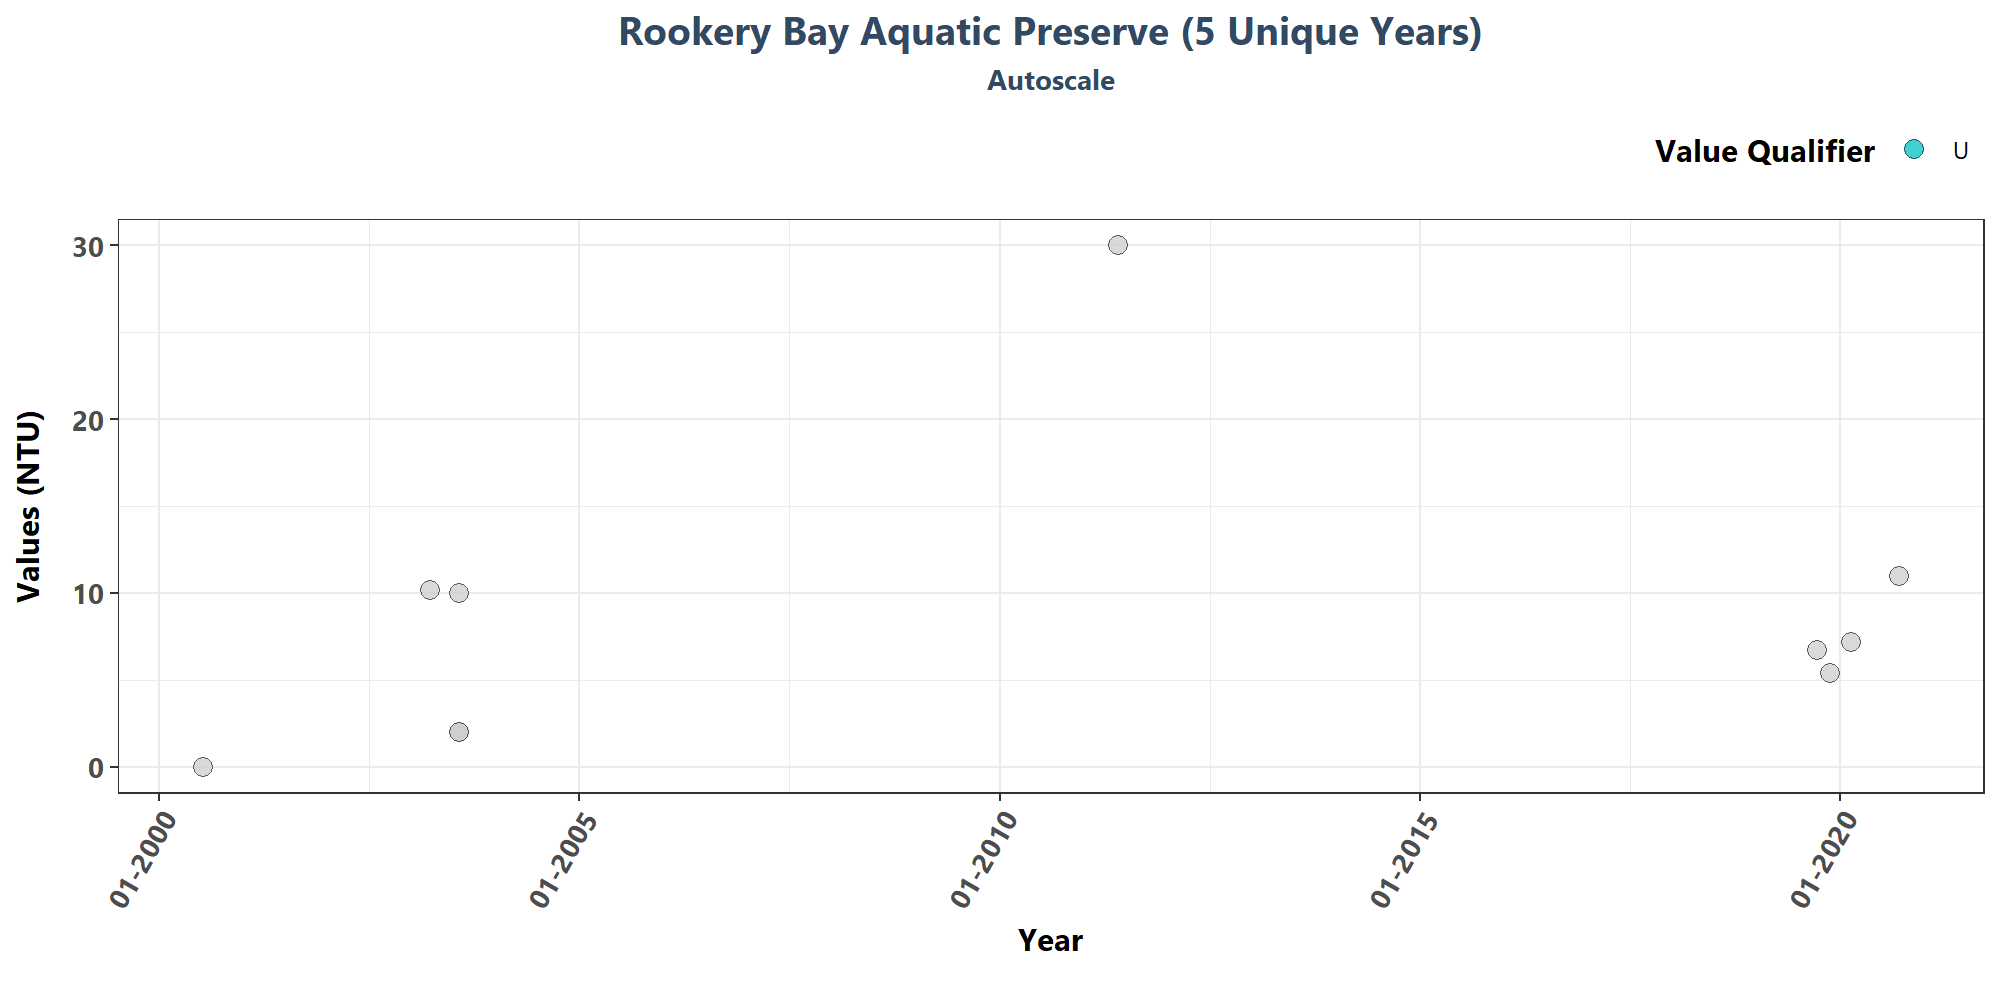 Rookery Bay Aquatic Preserve (5 Unique Years)
Autoscale
Value Qualifier U
Values (NTU)
30
20
10
0
01-2000 01-2005 01-2010 01-2015 01-2020
Year